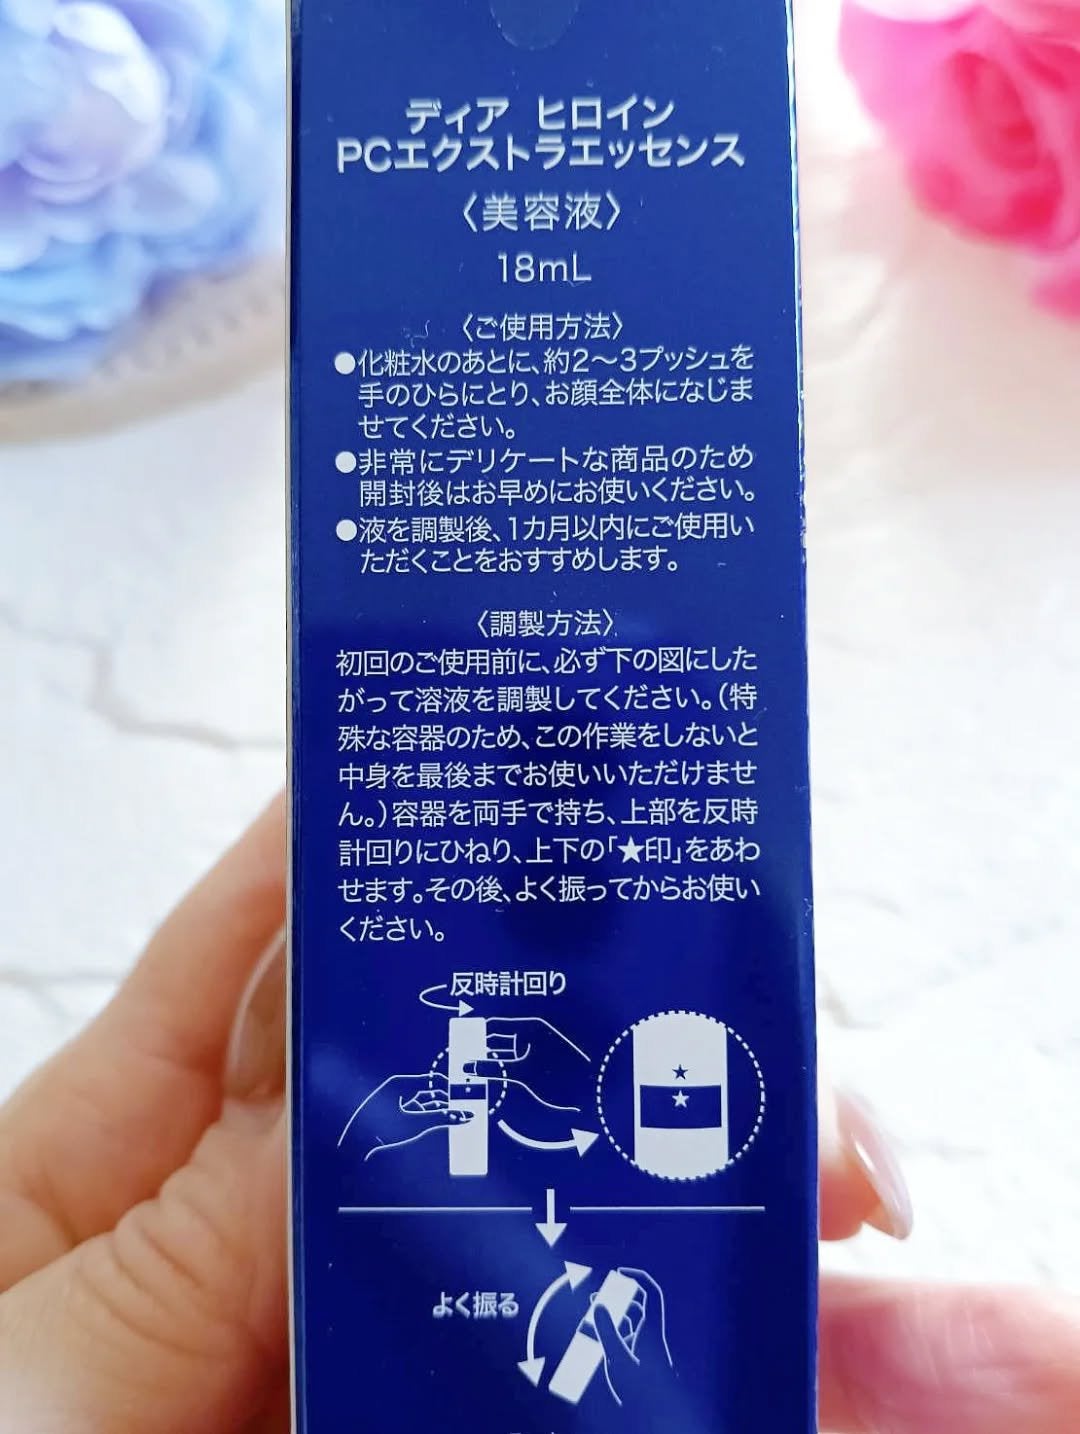 ディア ヒロイン
PCエクストラエッセンス
〈美容液〉
18mL
〈ご使用方法〉
●化粧水のあとに、約2〜3プッシュを
手のひらにとり、お顔全体になじま
せてください。
●非常にデリケートな商品のため
開封後はお早めにお使いください。
●液を調製後、1カ月以内にご使用い
ただくことをおすすめします。
〈調製方法〉
初回のご使用前に、必ず下の図にした
がって溶液を調製してください。（特
殊な容器のため、この作業をしないと
中身を最後までお使いいただけませ
ん。）容器を両手で持ち、上部を反時
計回りにひねり、上下の「★印」をあわ
せます。その後、よく振ってからお使い
ください。
反時計回り
よく振る